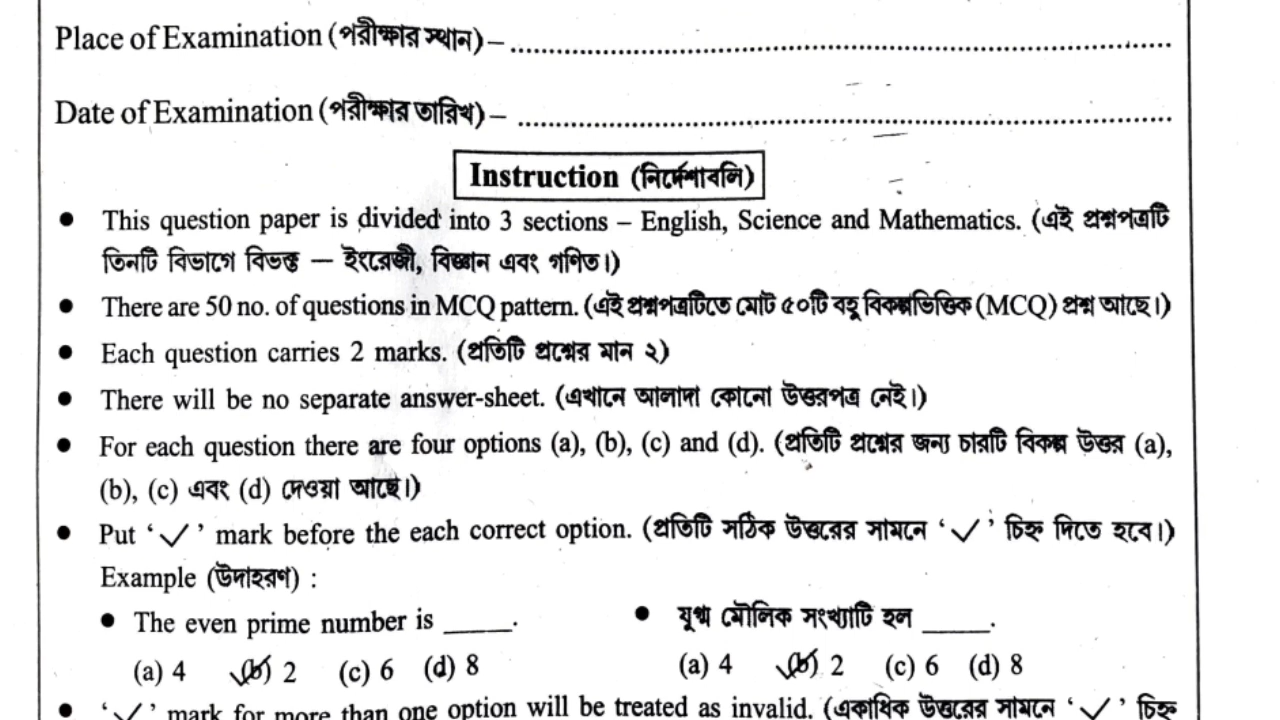 Place of Examination (পরীক্ষার স্থান) – ........................................
Date of Examination (পরীক্ষার তারিখ) – ........................................
Instruction (নির্দেশাবলি)
● This question paper is divided into 3 sections – English, Science and Mathematics. (এই প্রশ্নপত্রটি
তিনটি বিভাগে বিভক্ত — ইংরেজী, বিজ্ঞান এবং গণিত।)
● There are 50 no. of questions in MCQ pattern. (এই প্রশ্নপত্রটিতে মোট ৫০টি বহু বিকল্পভিত্তিক (MCQ) প্রশ্ন আছে।)
● Each question carries 2 marks. (প্রতিটি প্রশ্নের মান ২)
● There will be no separate answer-sheet. (এখানে আলাদা কোনো উত্তরপত্র নেই।)
● For each question there are four options (a), (b), (c) and (d). (প্রতিটি প্রশ্নের জন্য চারটি বিকল্প উত্তর (a),
(b), (c) এবং (d) দেওয়া আছে।)
● Put ‘✓’ mark before the each correct option. (প্রতিটি সঠিক উত্তরের সামনে ‘✓’ চিহ্ন দিতে হবে।)
Example (উদাহরণ) :
● The even prime number is _____. ● যুগ্ম মৌলিক সংখ্যাটি হল _____.
(a) 4 ✓(b) 2 (c) 6 (d) 8 (a) 4 ✓(b) 2 (c) 6 (d) 8
● ‘✓’ mark for more than one option will be treated as invalid. (একাধিক উত্তরের সামনে ‘✓’ চিহ্ন